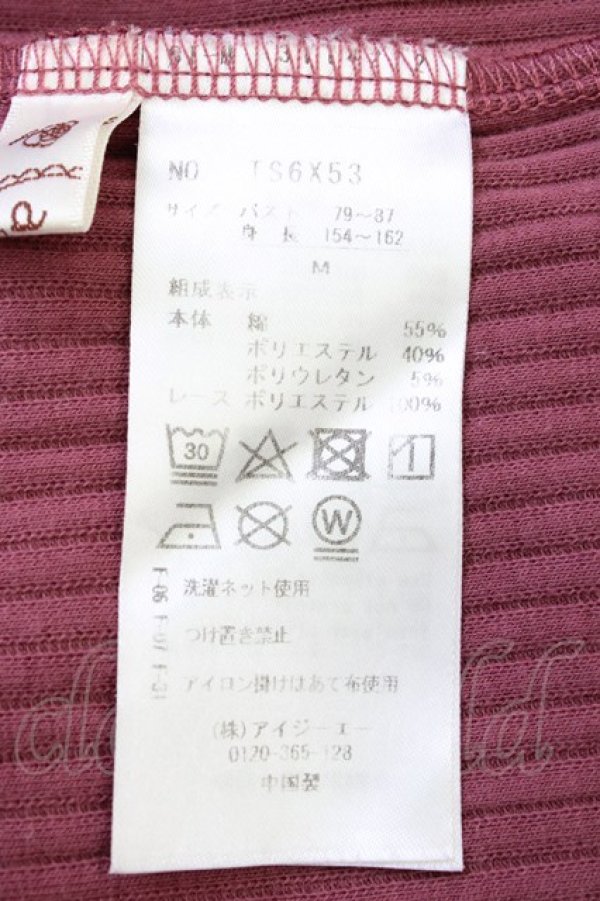 NO TS6X53
サイズ バスト 79〜87
身長 154〜162
M
組成表示
本体 綿 55%
ポリエステル 40%
ポリウレタン 5%
レース ポリエステル 100%
30
1
W
洗濯ネット使用
つけ置き禁止
アイロン掛けはあて布使用
F-06 F-07 F-31
(株)アイジーエー
0120-365-128
中国製